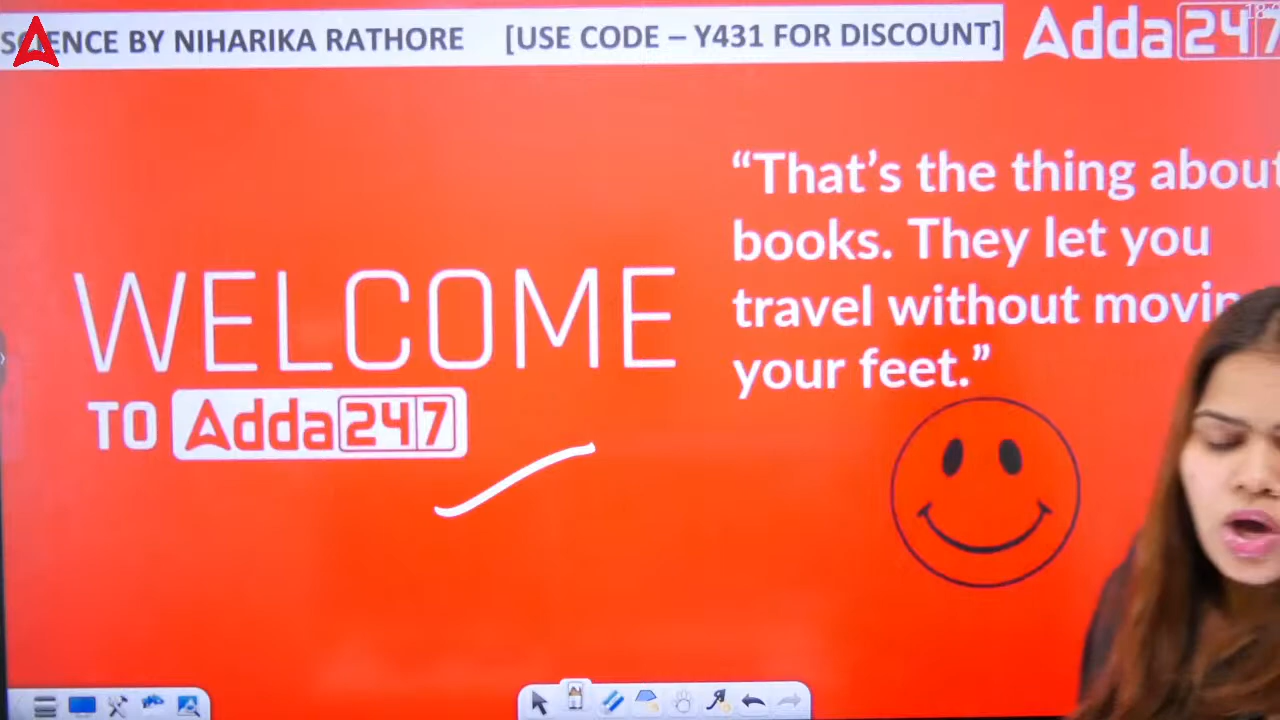 SCIENCE BY NIHARIKA RATHORE [USE CODE – Y431 FOR DISCOUNT]
Adda247
WELCOME
TO Adda247
“That’s the thing about
books. They let you
travel without movin
your feet.”